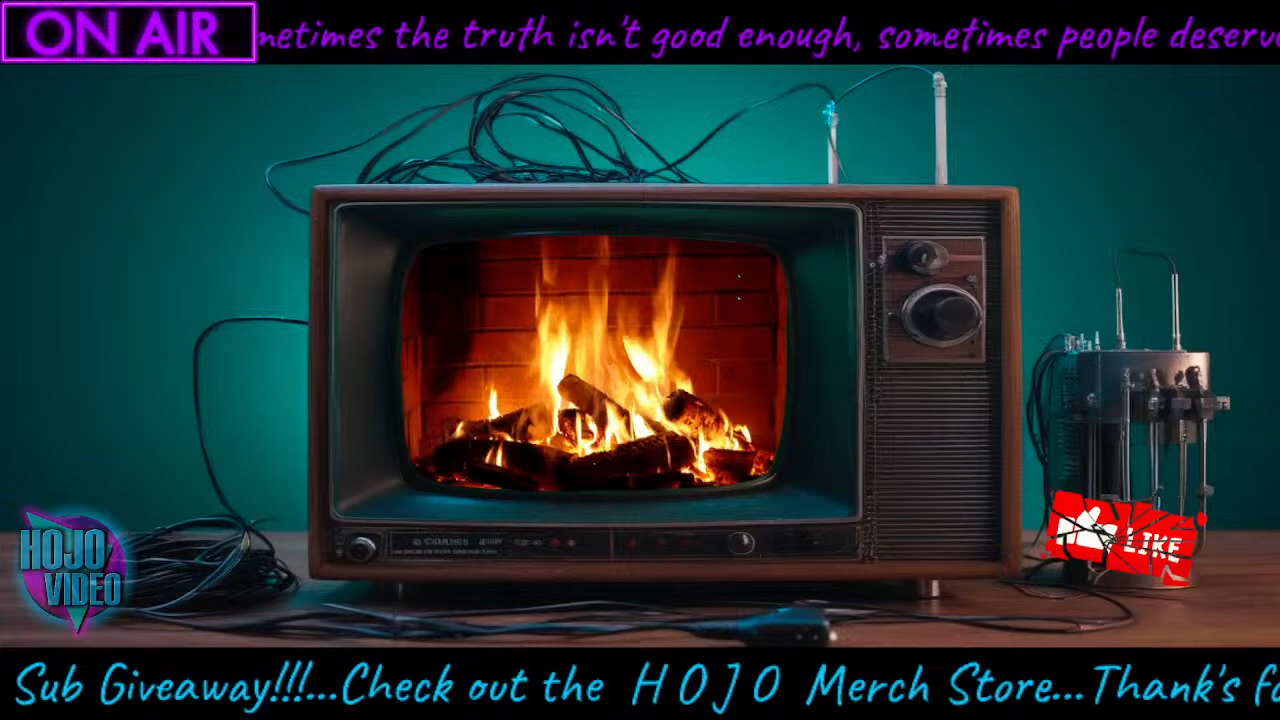 ON AIR
metimes the truth isn't good enough, sometimes people deserv
HOJO
VIDEO
LIKE
Sub Giveaway!!!...Check out the HOJO Merch Store...Thank's fo